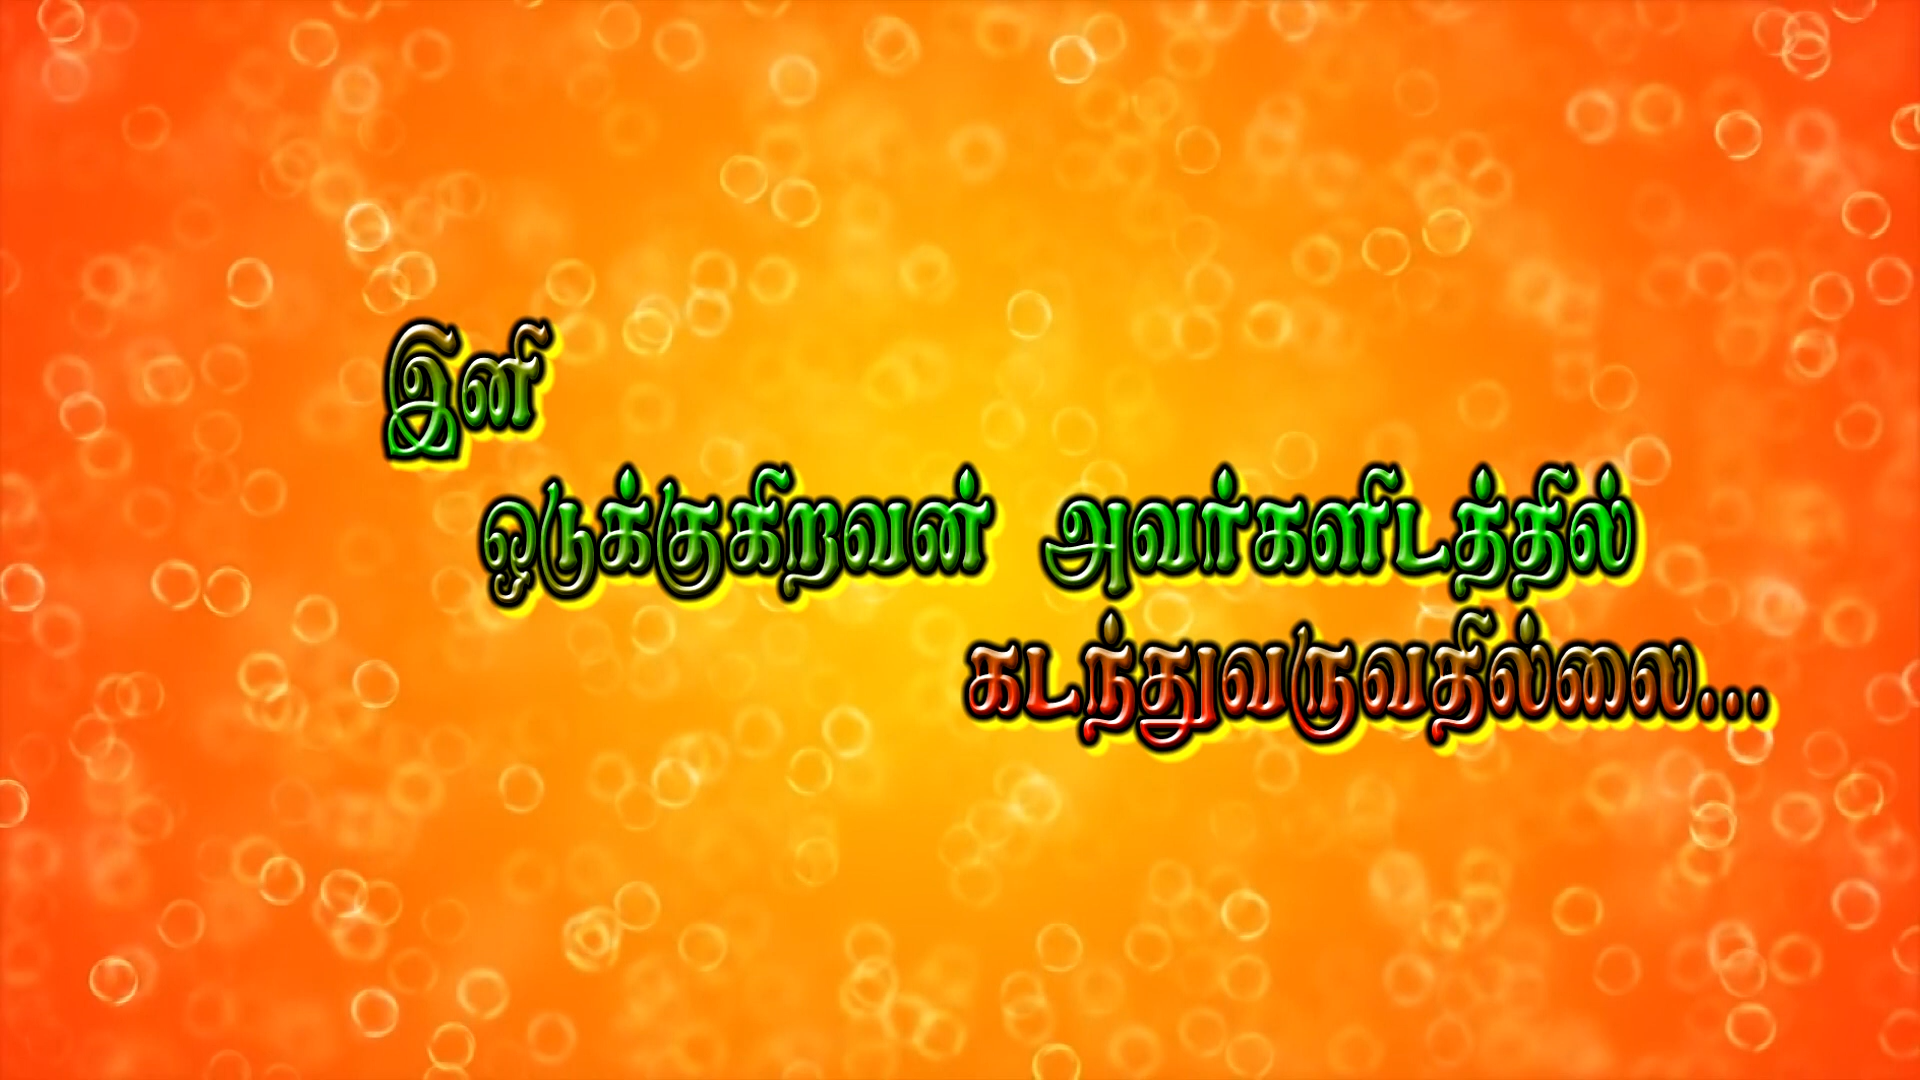 இனி
ஒடுக்குகிறவன் அவர்களிடத்தில்
கடந்துவருவதில்லை...